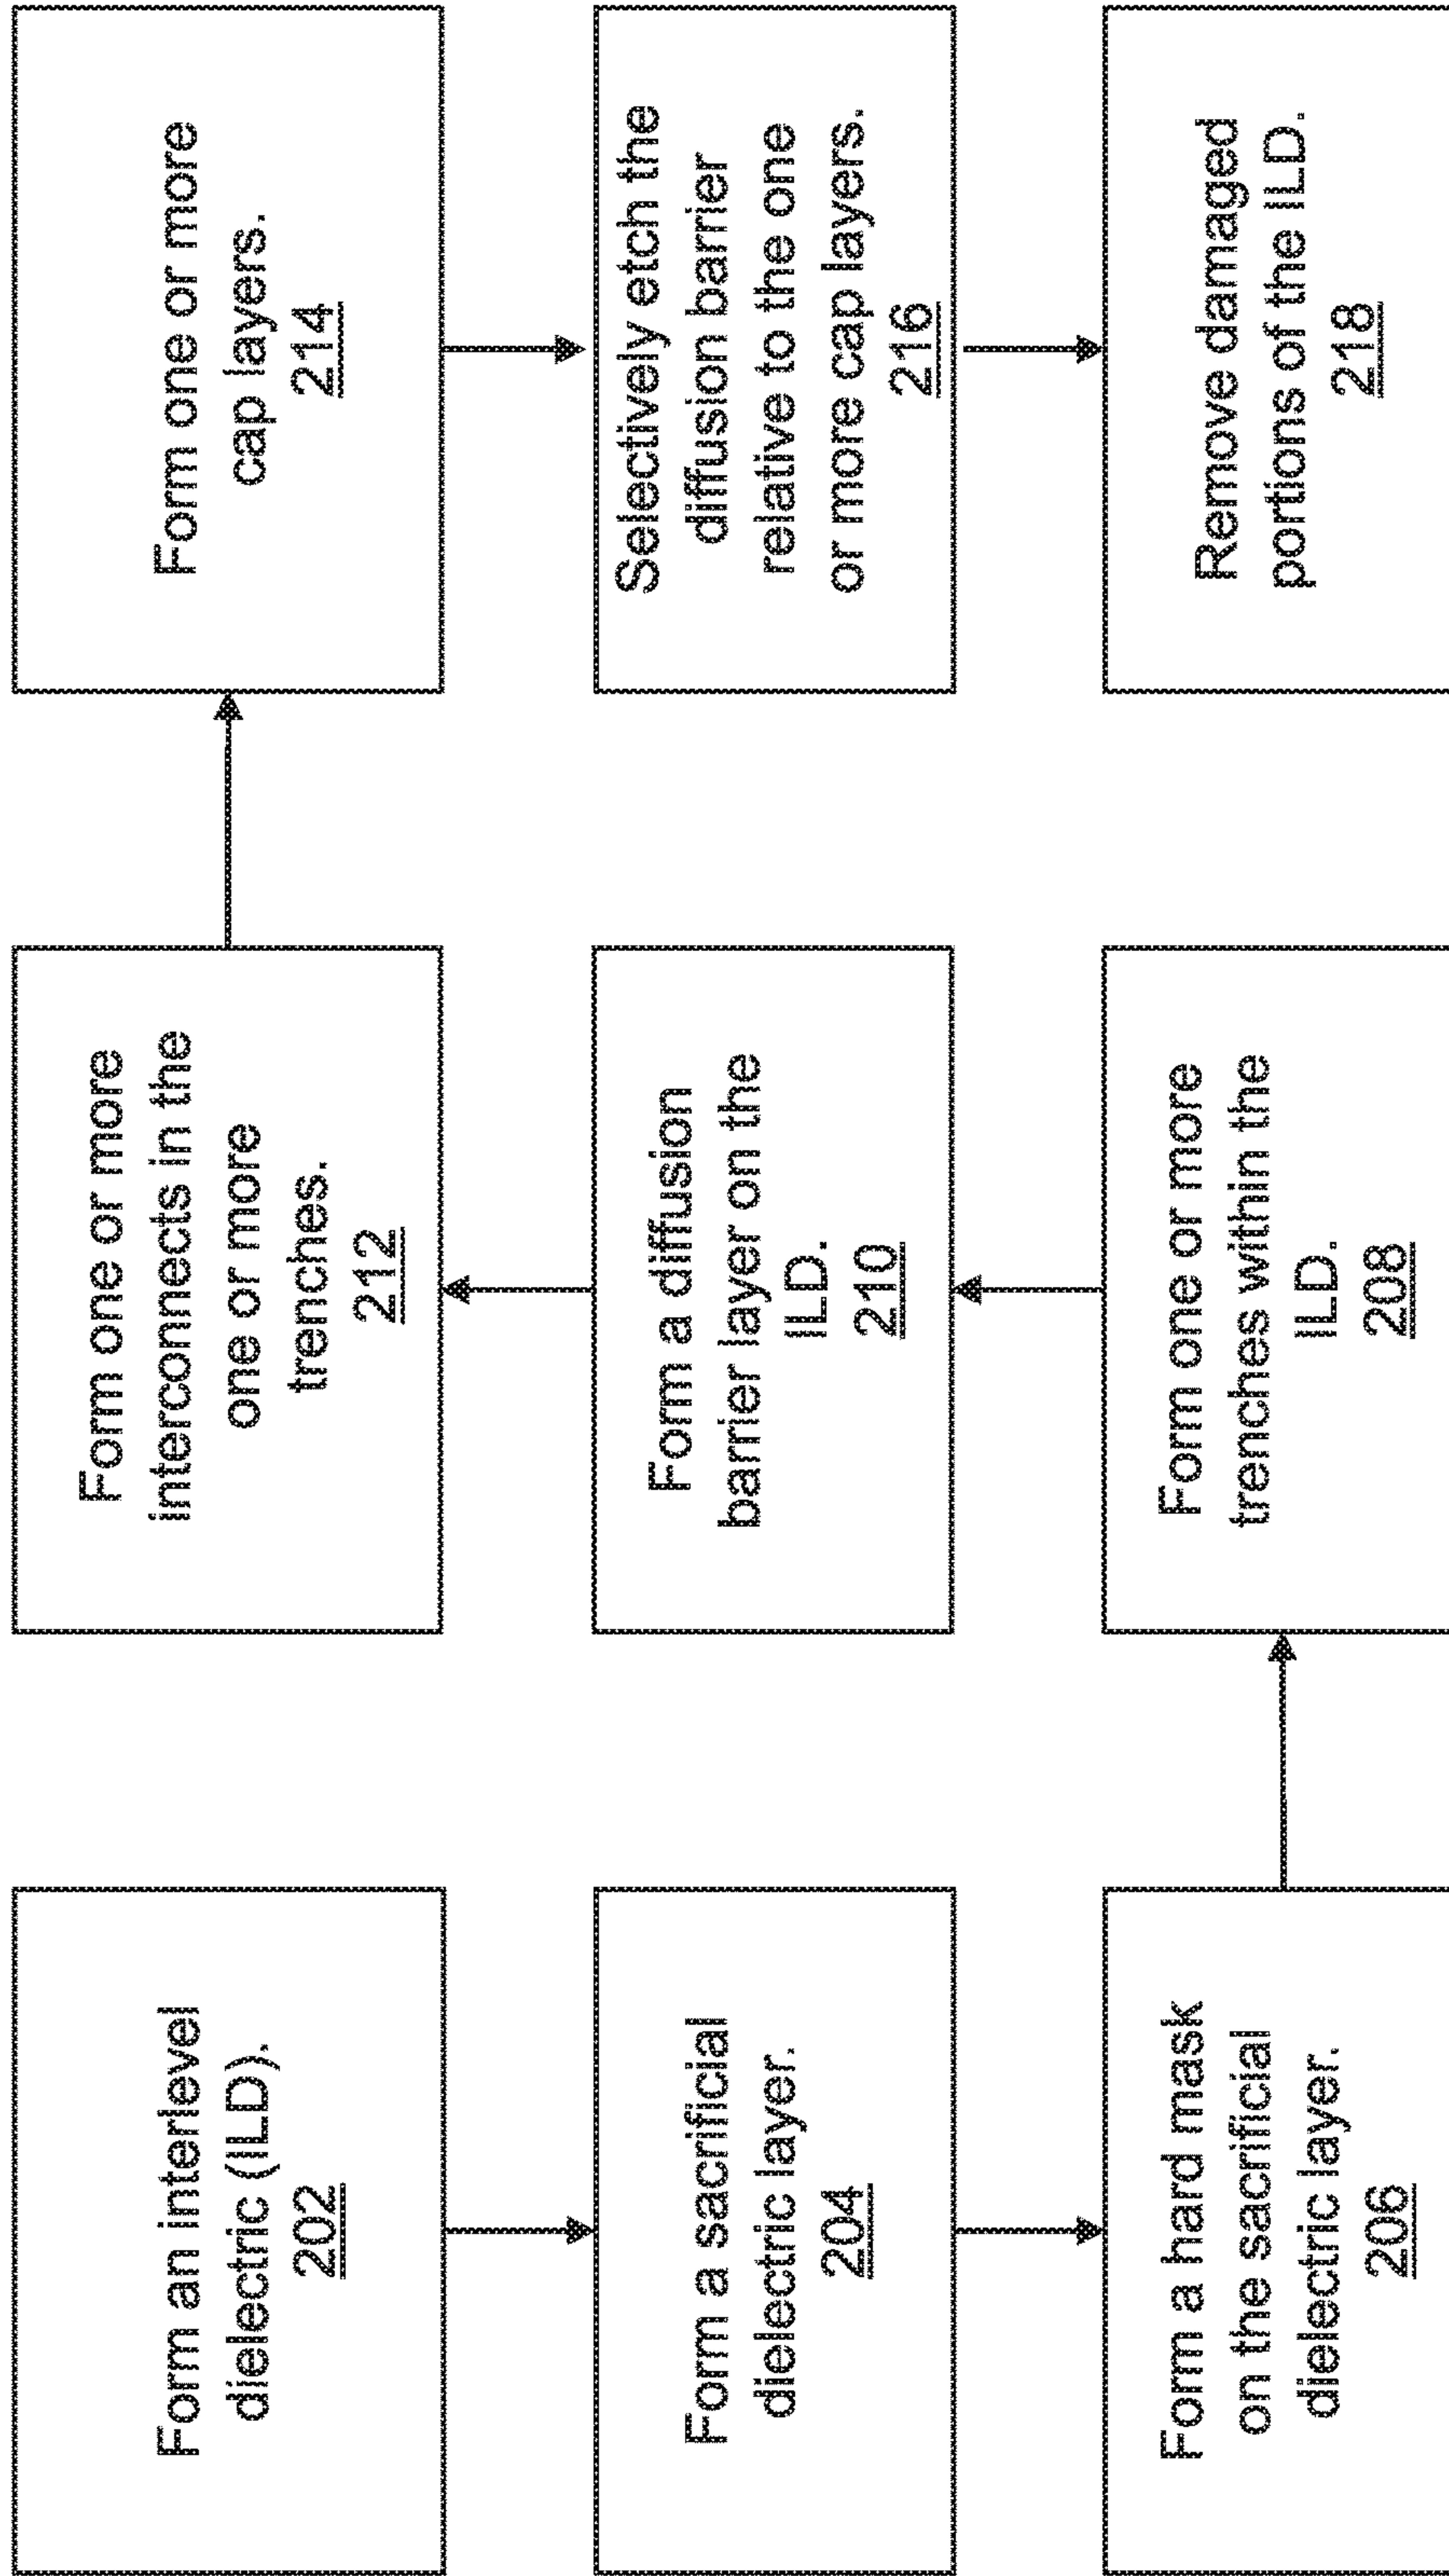 Form an interlevel
dielectric (ILD).
202
Form a sacrificial
dielectric layer.
204
Form a hard mask
on the sacrificial
dielectric layer.
206
Form one or more
trenches within the
ILD.
208
Form a diffusion
barrier layer on the
ILD.
210
Form one or more
interconnects in the
one or more
trenches.
212
Form one or more
cap layers.
214
Selectively etch the
diffusion barrier
relative to the one
or more cap layers.
216
Remove damaged
portions of the ILD.
218